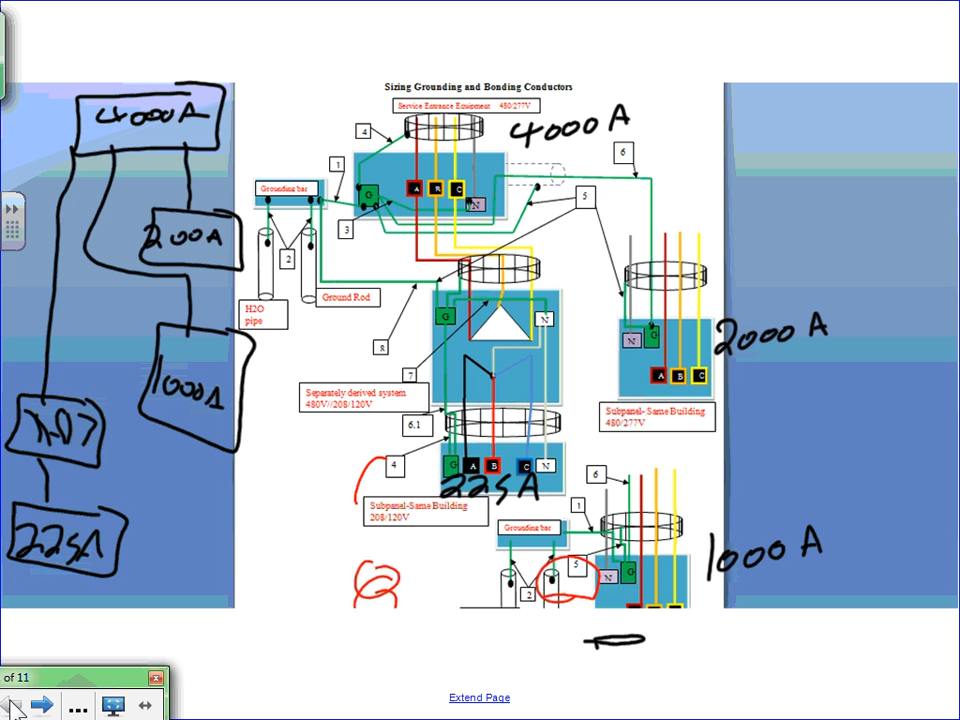 Sizing Grounding and Bonding Conductors
Service Entrance Equipment 480/277V
4000A
4000 A
4
6
1
Grounding bar
G
A
B
C
N
5
3
200A
2
H2O
pipe
Ground Rod
G
N
N
G
2000 A
8
A
B
C
7
1000A
Separately derived system
480V//208/120V
Subpanel- Same Building
480/277V
6.1
4
G
A
B
C
N
225A
Subpanel-Same Building
208/120V
6
1
Grounding bar
225A
1000 A
5
N
G
2
of 11
Extend Page